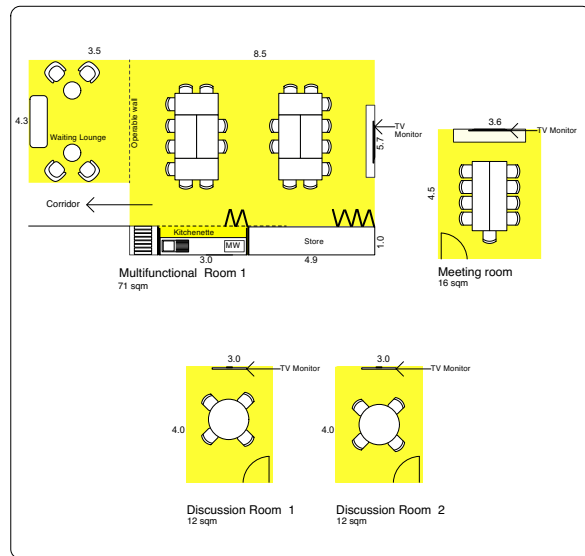 3.5
8.5
4.3
Waiting Lounge
Operable wall
TV
Monitor
5.7
Corridor
Kitchenette
MW
Store
3.0
4.9
1.0
Multifunctional Room 1
71 sqm
3.6
TV Monitor
4.5
Meeting room
16 sqm
3.0
TV Monitor
4.0
Discussion Room 1
12 sqm
3.0
TV Monitor
4.0
Discussion Room 2
12 sqm